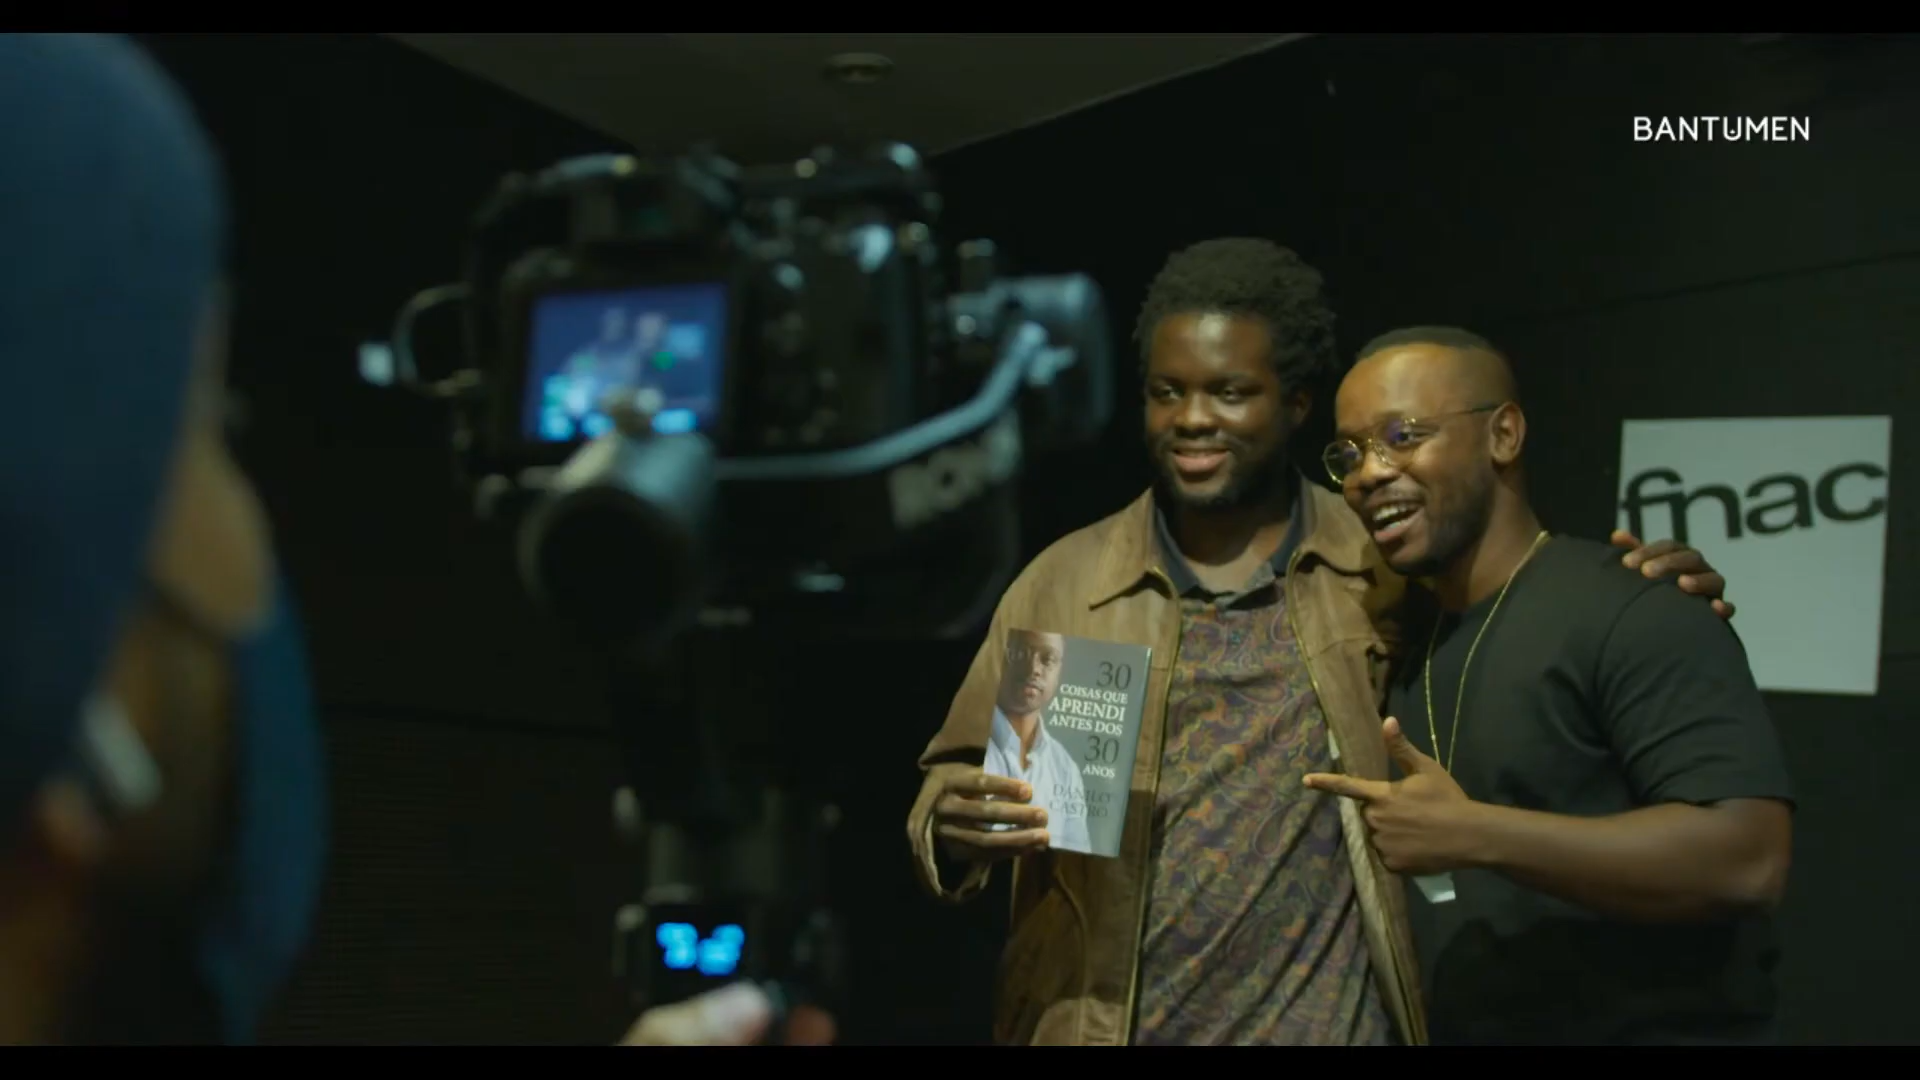 BANTUMEN
fnac
30
COISAS QUE
APRENDI
ANTES DOS
30
ANOS
DANILO
CASTRO